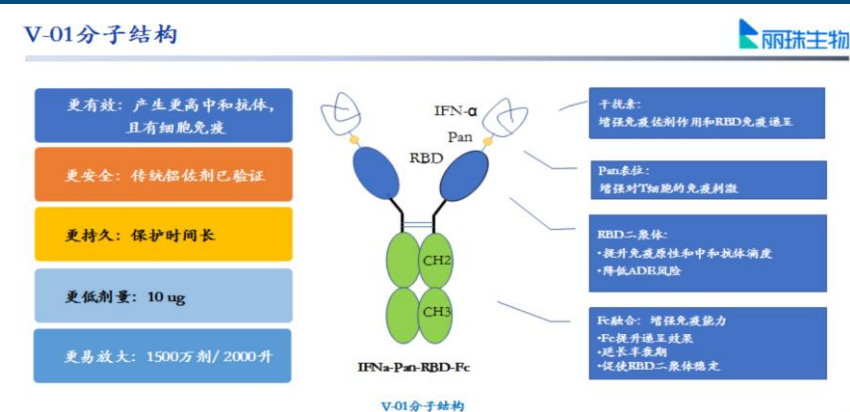 V-01分子结构
丽珠生物
更有效：产生更高中和抗体，
且有细胞免疫
更安全：传统铝佐剂已验证
更持久：保护时间长
更低剂量：10 ug
更易放大：1500万剂/2000升
IFN-α
Pan
RBD
CH2
CH3
IFNa-Pan-RBD-Fc
干扰素：
增强免疫佐剂作用和RBD免疫递呈
Pan表位：
增强对T细胞的免疫刺激
RBD二聚体：
•提升免疫原性和中和抗体滴度
•降低ADE风险
Fc融合：增强免疫能力
•Fc提升递呈效果
•延长半衰期
•促使RBD二聚体稳定
V-01分子结构